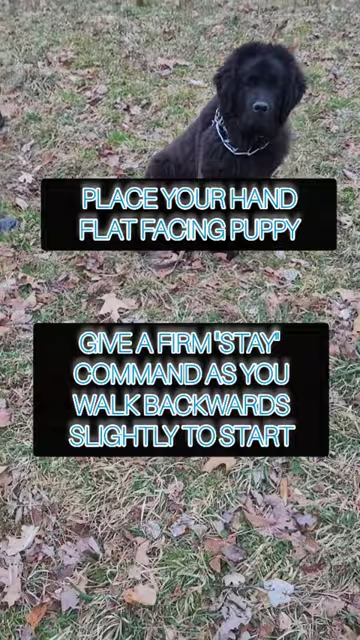 PLACE YOUR HAND
FLAT FACING PUPPY
GIVE A FIRM "STAY"
COMMAND AS YOU
WALK BACKWARDS
SLIGHTLY TO START